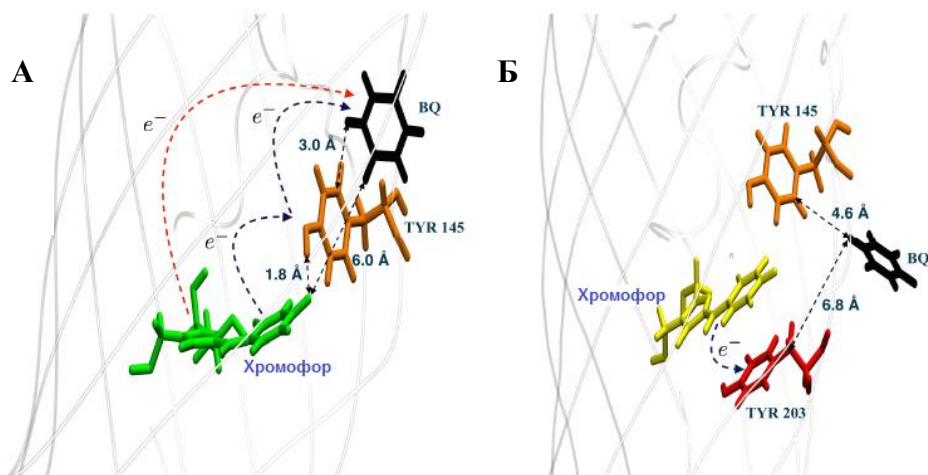 А
e⁻
e⁻
BQ
3.0 Å
TYR 145
e⁻
1.8 Å
6.0 Å
Хромофор
Б
TYR 145
4.6 Å
BQ
Хромофор
6.8 Å
e⁻
TYR 203